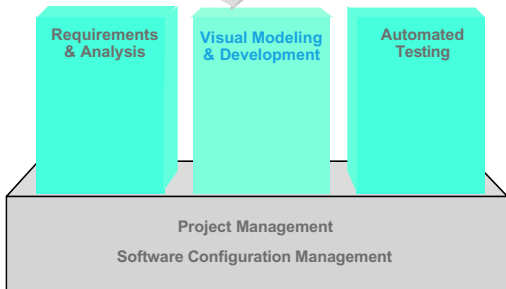 Requirements
& Analysis
Visual Modeling
& Development
Automated
Testing
Project Management
Software Configuration Management